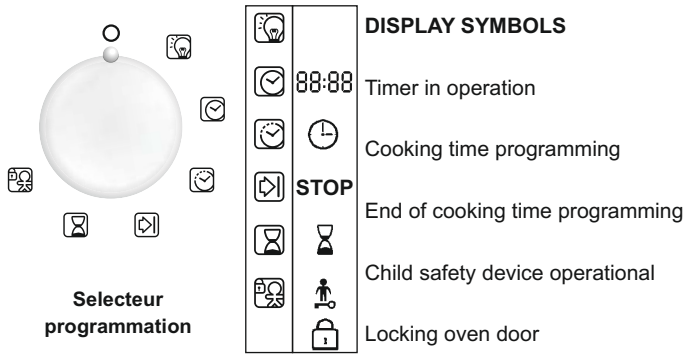 DISPLAY SYMBOLS
88:88
Timer in operation
Cooking time programming
STOP
End of cooking time programming
Child safety device operational
Locking oven door
Selecteur
programmation